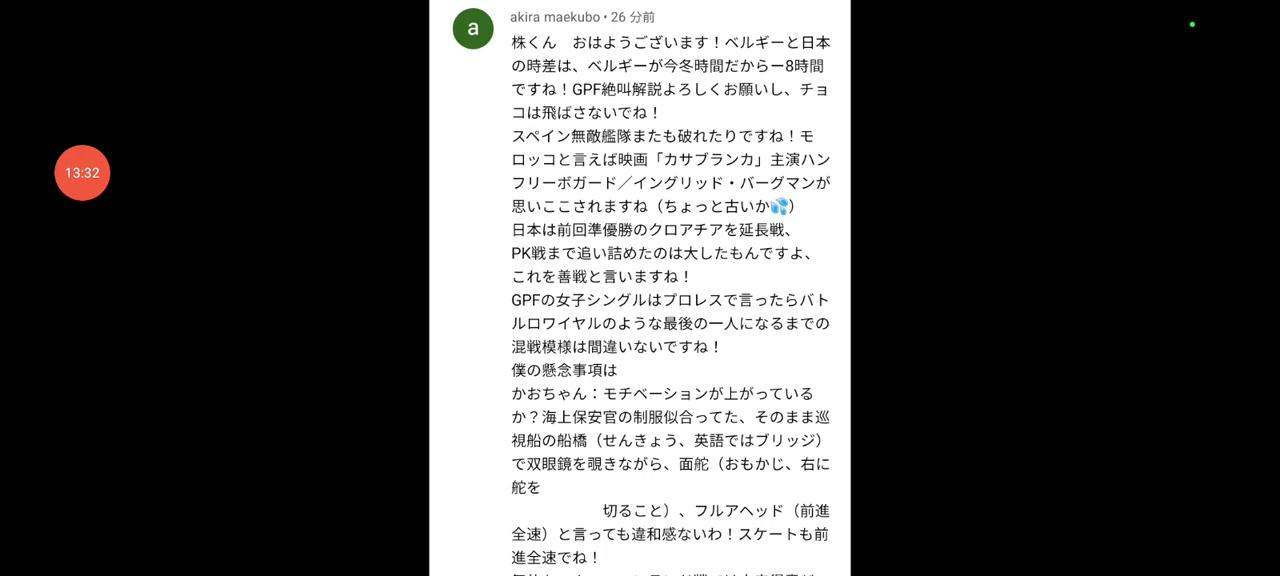 akira maekubo • 26 分前
a
株くん　おはようございます！ベルギーと日本
の時差は、ベルギーが今冬時間だからー8時間
ですね！GPF絶叫解説よろしくお願いし、チョ
コは飛ばさないでね！
スペイン無敵艦隊またも破れたりですね！モ
ロッコと言えば映画「カサブランカ」主演ハン
フリーボガード／イングリッド・バーグマンが
思いここされますね（ちょっと古いか💦）
日本は前回準優勝のクロアチアを延長戦、
PK戦まで追い詰めたのは大したもんですよ、
これを善戦と言いますね！
GPFの女子シングルはプロレスで言ったらバト
ルロワイヤルのような最後の一人になるまでの
混戦模様は間違いないですね！
13:32
僕の懸念事項は
かおちゃん：モチベーションが上がっている
か？海上保安官の制服似合ってた、そのまま巡
視船の船橋（せんきょう、英語ではブリッジ）
で双眼鏡を覗きながら、面舵（おもかじ、右に
舵を
切ること）、フルアヘッド（前進
全速）と言っても違和感ないわ！スケートも前
進全速でね！